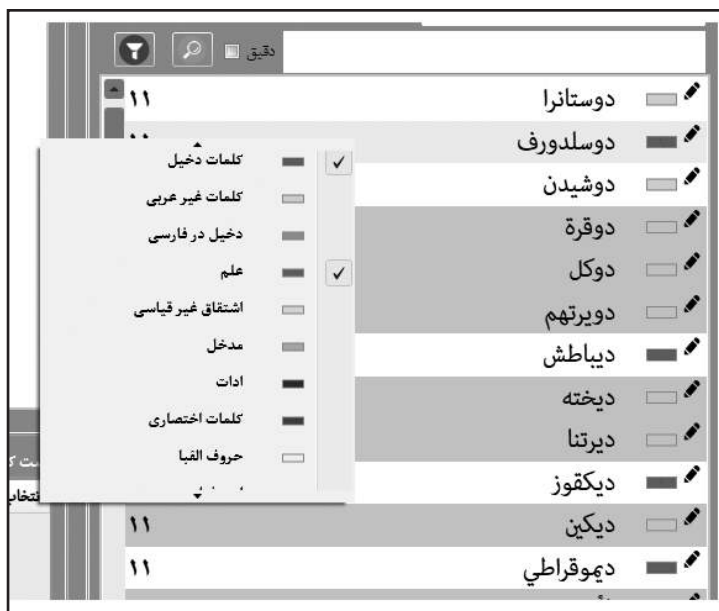 دقیق
دوستانرا ۱۱
دوسلدورف
دوشیدن
دوقرة
دوکل
دویرتهم
دیباطش
دیخته
دیرتنا
دیکقوز
دیکین ۱۱
دیموقراطي ۱۱
کلمات دخیل
کلمات غیر عربی
دخیل در فارسی
علم
اشتقاق غیر قیاسی
مدخل
ادات
کلمات اختصاری
حروف الفبا